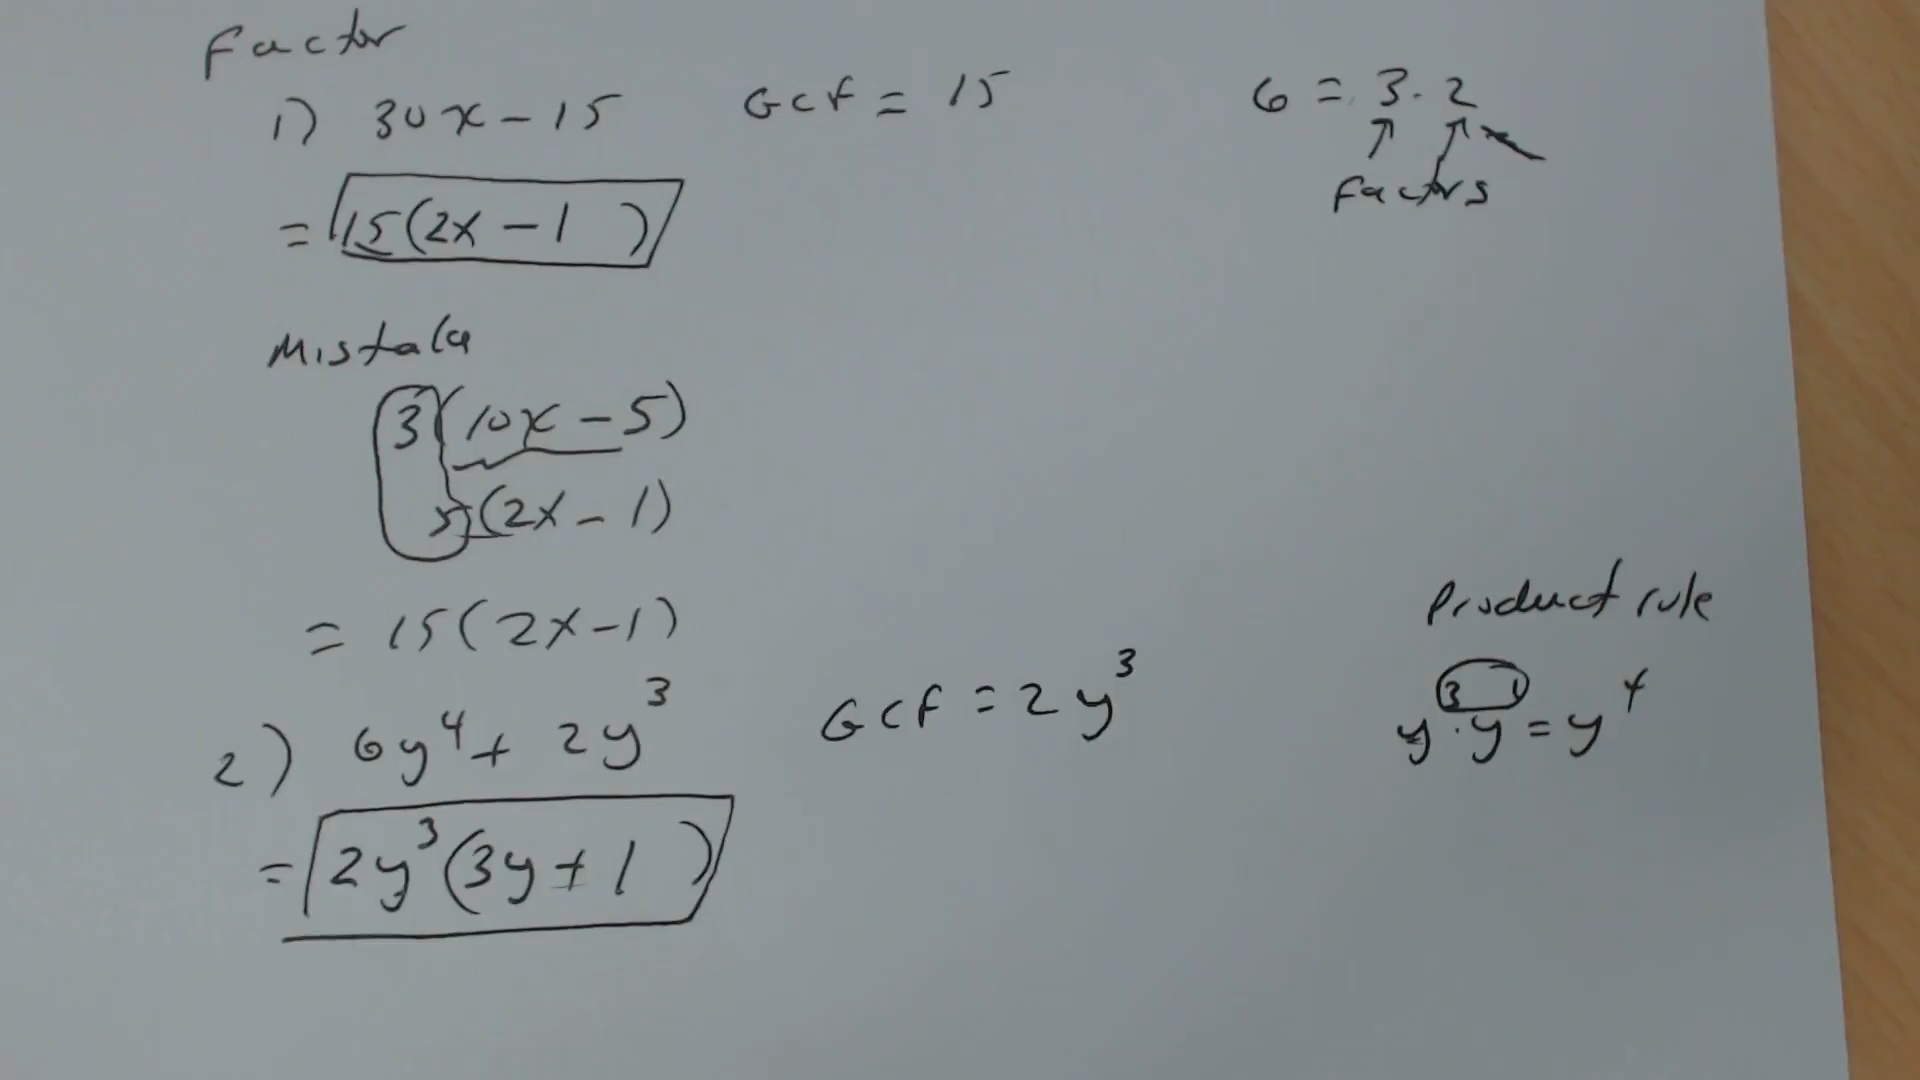 Factor
1) 30x - 15 GCF = 15 6 = 3 · 2
= 15(2x - 1 ) Factors
Mistake
3(10x - 5)
5(2x - 1)
= 15(2x - 1)
Product rule
2) 6y⁴ + 2y³ GCF = 2y³ y³ · y¹ = y⁴
= 2y³(3y + 1 )